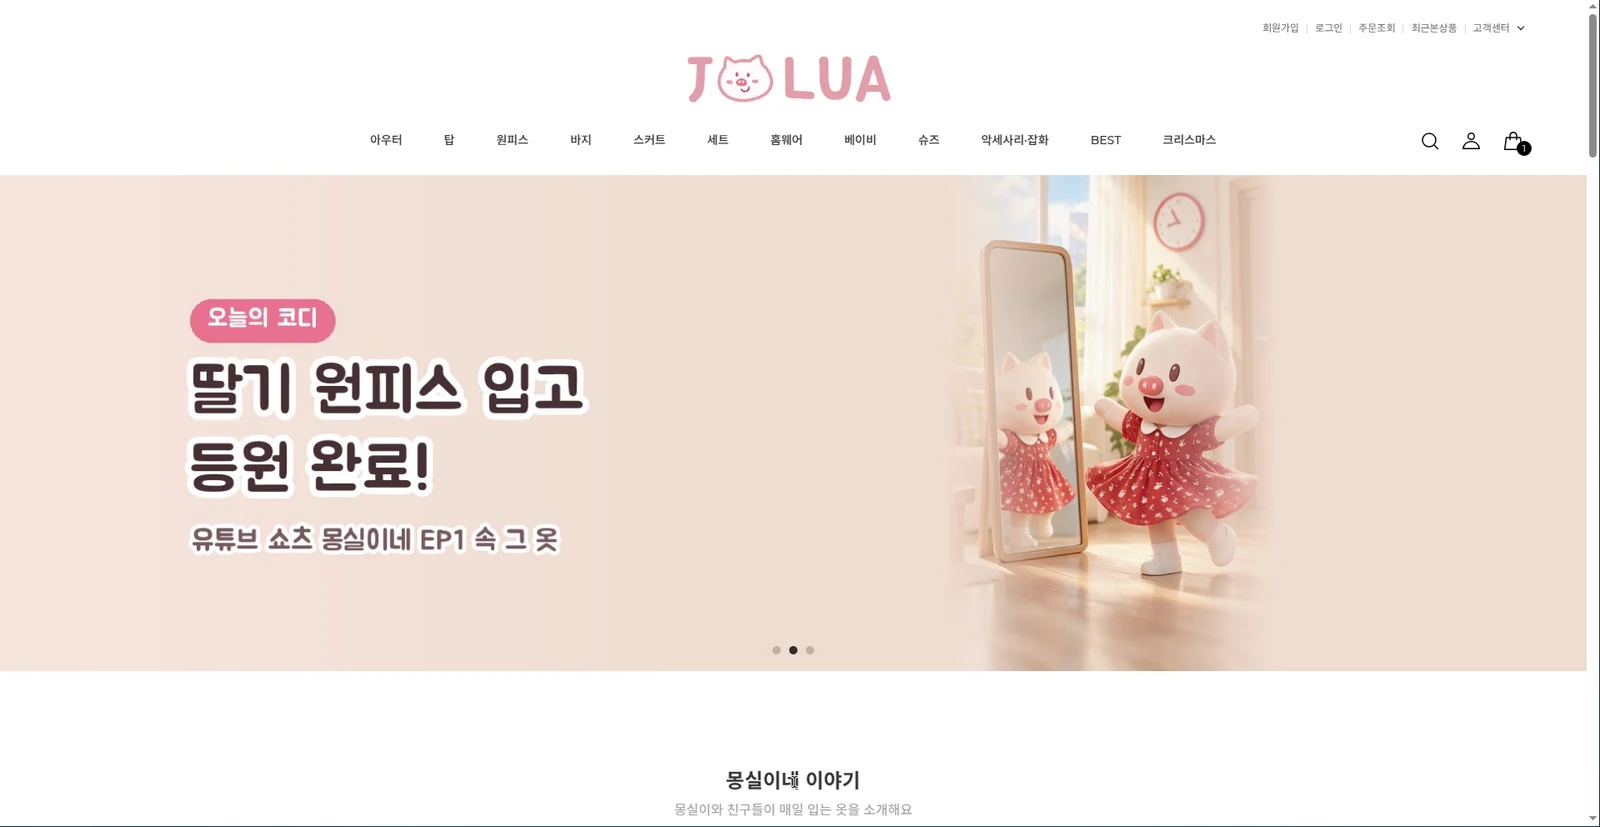 회원가입 로그인 주문조회 최근본상품 고객센터
JOLUA
아우터 탑 원피스 바지 스커트 세트 홈웨어 베이비 슈즈 악세사리·잡화 BEST 크리스마스
1
오늘의 코디
딸기 원피스 입고
등원 완료!
유튜브 쇼츠 몽실이네 EP1 속 그 옷
몽실이네 이야기
몽실이와 친구들이 매일 입는 옷을 소개해요